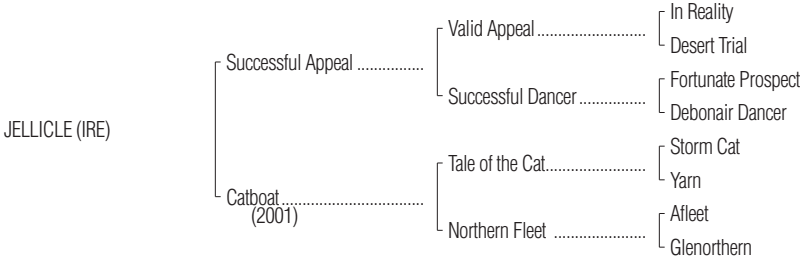 In Reality
Valid Appeal
Desert Trial
Successful Appeal
Fortunate Prospect
Successful Dancer
Debonair Dancer
JELLICLE (IRE)
Storm Cat
Tale of the Cat
Yarn
Catboat
(2001)
Afleet
Northern Fleet
Glenorthern